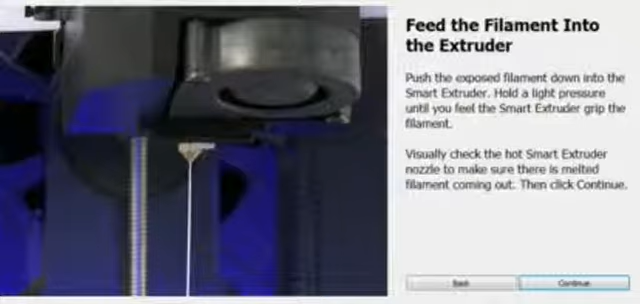 Feed the Filament Into
the Extruder
Push the exposed filament down into the
Smart Extruder. Hold a light pressure
until you feel the Smart Extruder grip the
filament.
Visually check the hot Smart Extruder
nozzle to make sure there is melted
filament coming out. Then click Continue.
Back
Continue